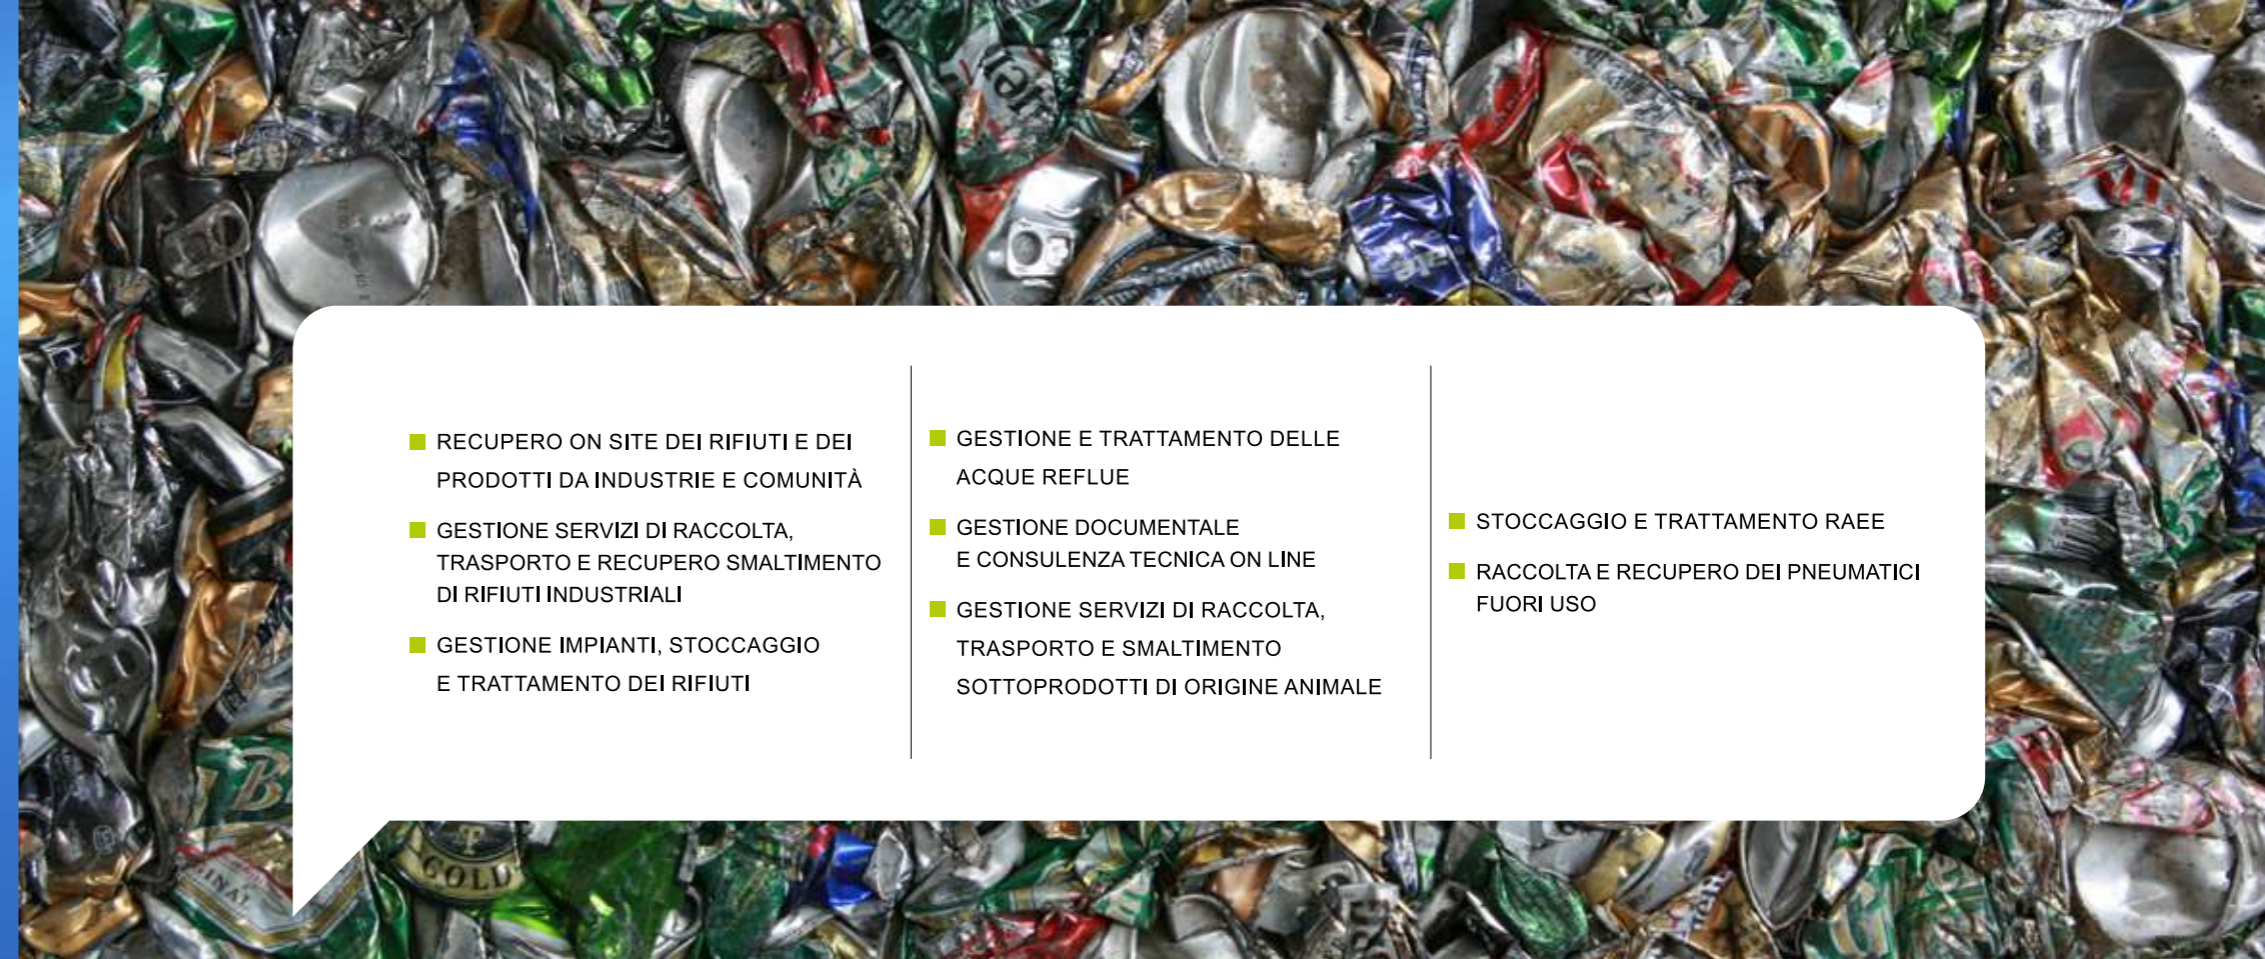 RECUPERO ON SITE DEI RIFIUTI E DEI
PRODOTTI DA INDUSTRIE E COMUNITÀ
GESTIONE SERVIZI DI RACCOLTA,
TRASPORTO E RECUPERO SMALTIMENTO
DI RIFIUTI INDUSTRIALI
GESTIONE IMPIANTI, STOCCAGGIO
E TRATTAMENTO DEI RIFIUTI
GESTIONE E TRATTAMENTO DELLE
ACQUE REFLUE
GESTIONE DOCUMENTALE
E CONSULENZA TECNICA ON LINE
GESTIONE SERVIZI DI RACCOLTA,
TRASPORTO E SMALTIMENTO
SOTTOPRODOTTI DI ORIGINE ANIMALE
STOCCAGGIO E TRATTAMENTO RAEE
RACCOLTA E RECUPERO DEI PNEUMATICI
FUORI USO
GOLD